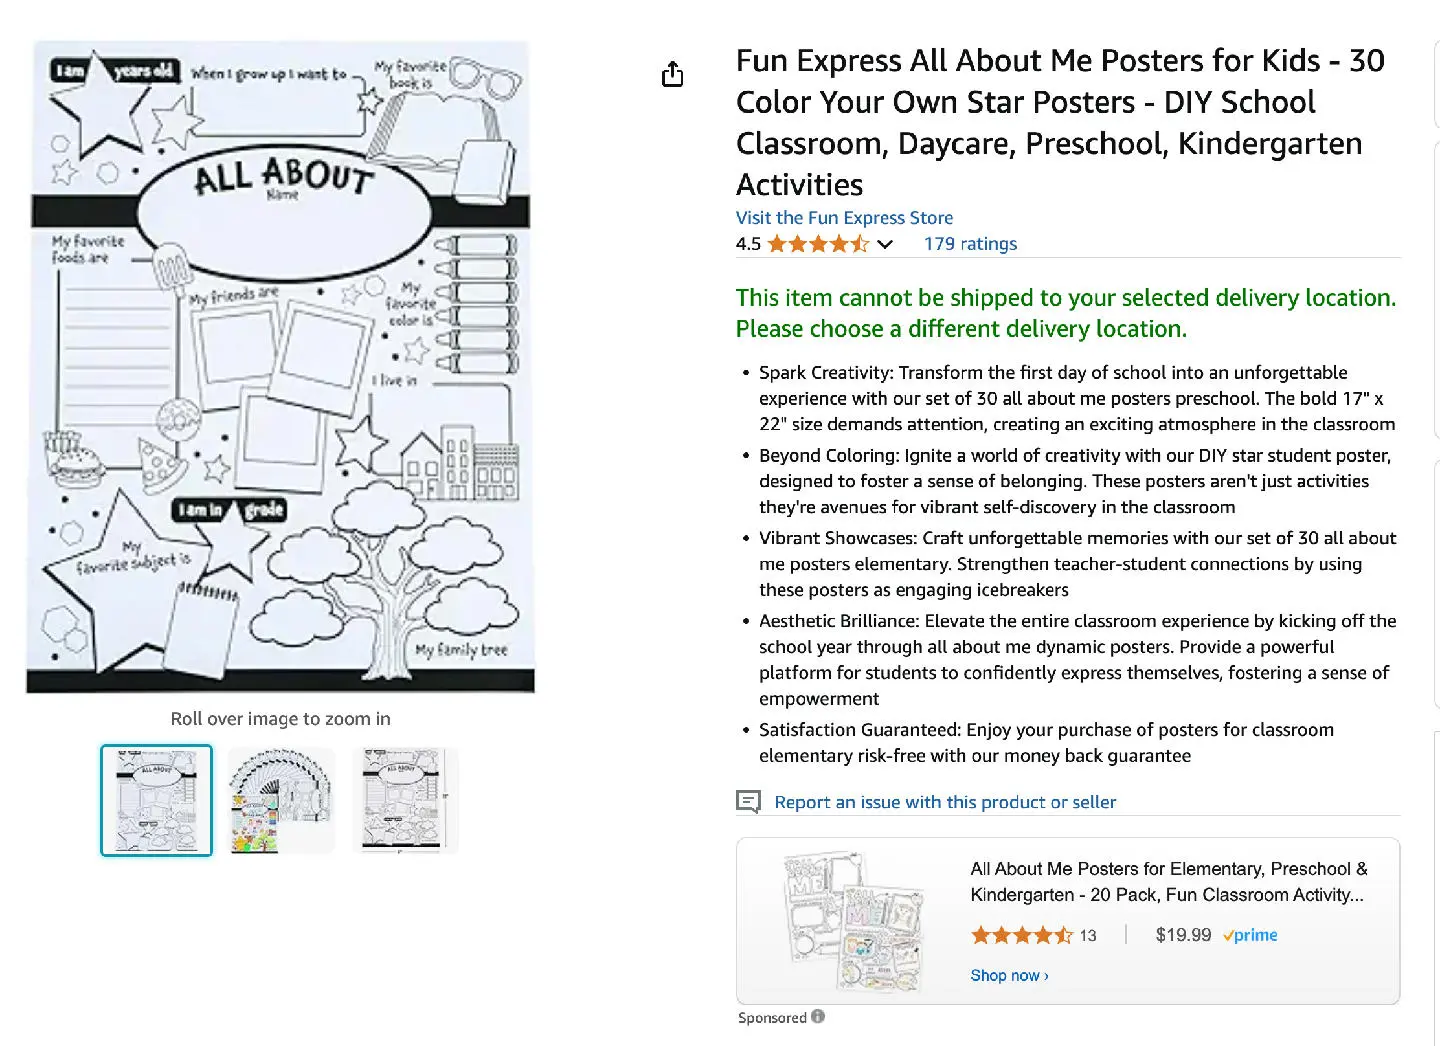 I am years old
When I grow up I want to
My favorite
book is
ALL ABOUT
Name
My favorite
foods are
My friends are
My
favorite
color is
I live in
I am in grade
My
favorite subject is
My family tree
Roll over image to zoom in
Fun Express All About Me Posters for Kids - 30
Color Your Own Star Posters - DIY School
Classroom, Daycare, Preschool, Kindergarten
Activities
Visit the Fun Express Store
4.5 179 ratings
This item cannot be shipped to your selected delivery location.
Please choose a different delivery location.
• Spark Creativity: Transform the first day of school into an unforgettable
experience with our set of 30 all about me posters preschool. The bold 17" x
22" size demands attention, creating an exciting atmosphere in the classroom
• Beyond Coloring: Ignite a world of creativity with our DIY star student poster,
designed to foster a sense of belonging. These posters aren't just activities
they're avenues for vibrant self-discovery in the classroom
• Vibrant Showcases: Craft unforgettable memories with our set of 30 all about
me posters elementary. Strengthen teacher-student connections by using
these posters as engaging icebreakers
• Aesthetic Brilliance: Elevate the entire classroom experience by kicking off the
school year through all about me dynamic posters. Provide a powerful
platform for students to confidently express themselves, fostering a sense of
empowerment
• Satisfaction Guaranteed: Enjoy your purchase of posters for classroom
elementary risk-free with our money back guarantee
Report an issue with this product or seller
All About Me Posters for Elementary, Preschool &
Kindergarten - 20 Pack, Fun Classroom Activity...
13 | $19.99 prime
Shop now ›
Sponsored